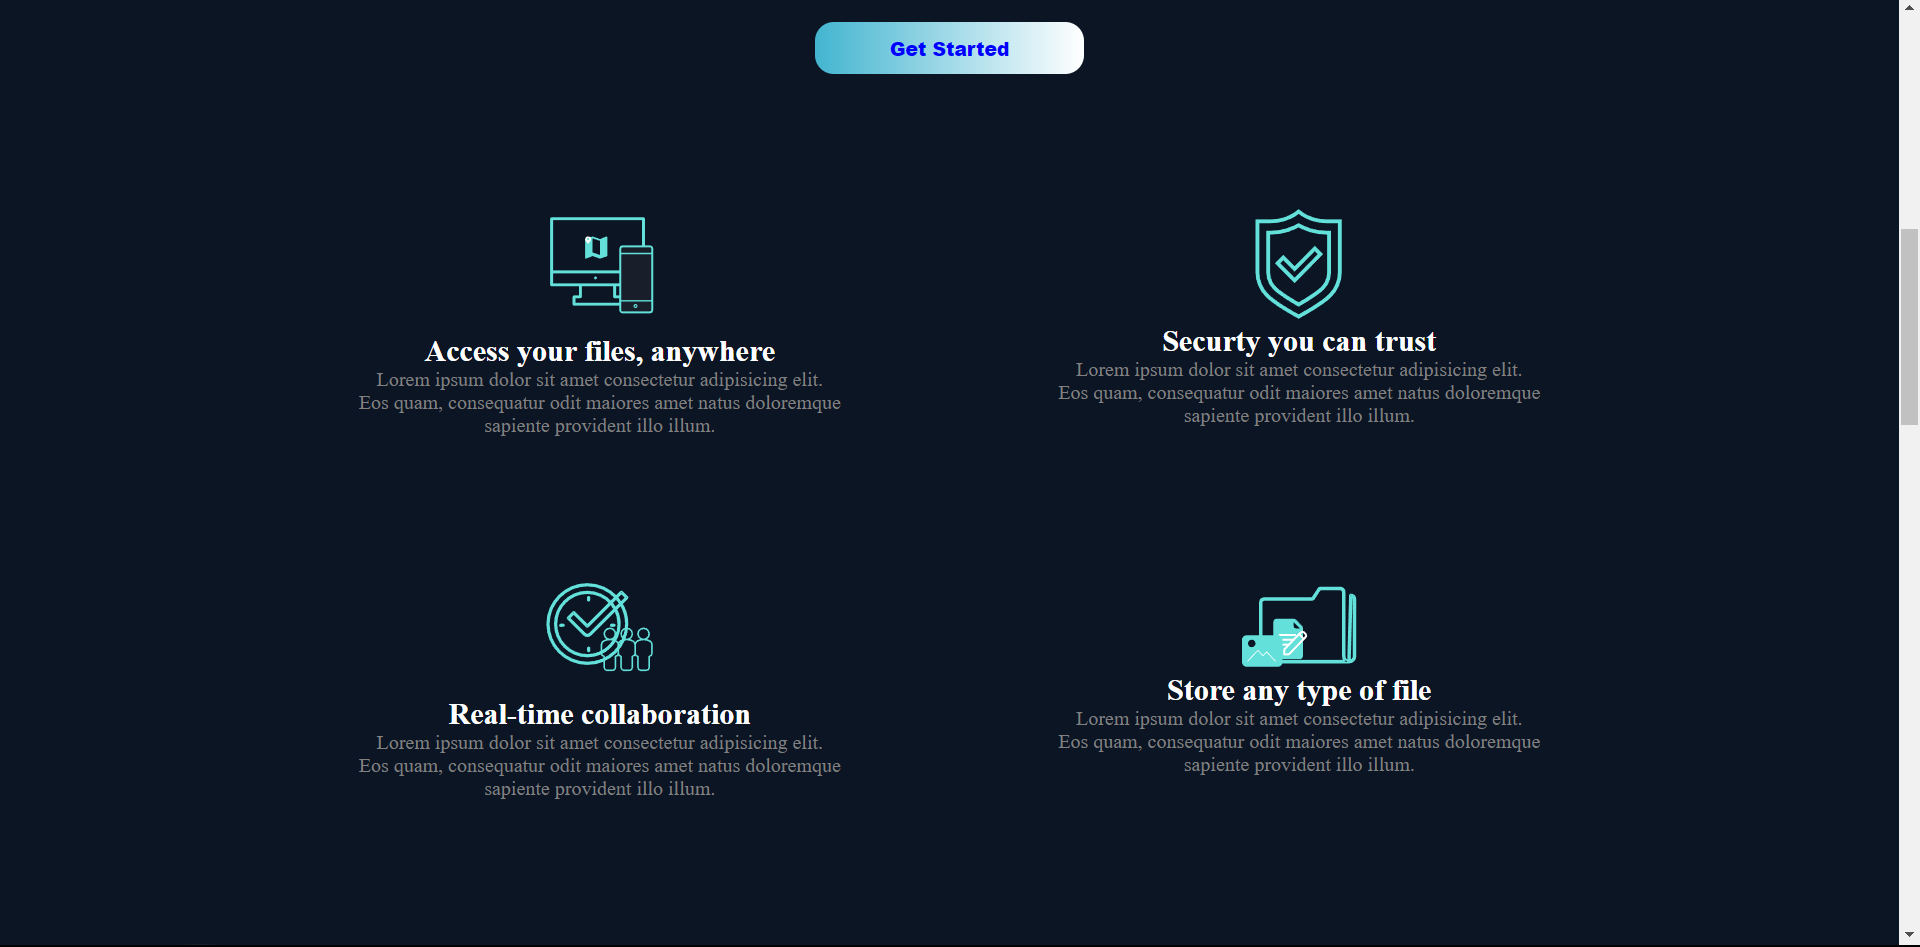 Get Started
Access your files, anywhere
Lorem ipsum dolor sit amet consectetur adipisicing elit.
Eos quam, consequatur odit maiores amet natus doloremque
sapiente provident illo illum.
Securty you can trust
Lorem ipsum dolor sit amet consectetur adipisicing elit.
Eos quam, consequatur odit maiores amet natus doloremque
sapiente provident illo illum.
Real-time collaboration
Lorem ipsum dolor sit amet consectetur adipisicing elit.
Eos quam, consequatur odit maiores amet natus doloremque
sapiente provident illo illum.
Store any type of file
Lorem ipsum dolor sit amet consectetur adipisicing elit.
Eos quam, consequatur odit maiores amet natus doloremque
sapiente provident illo illum.